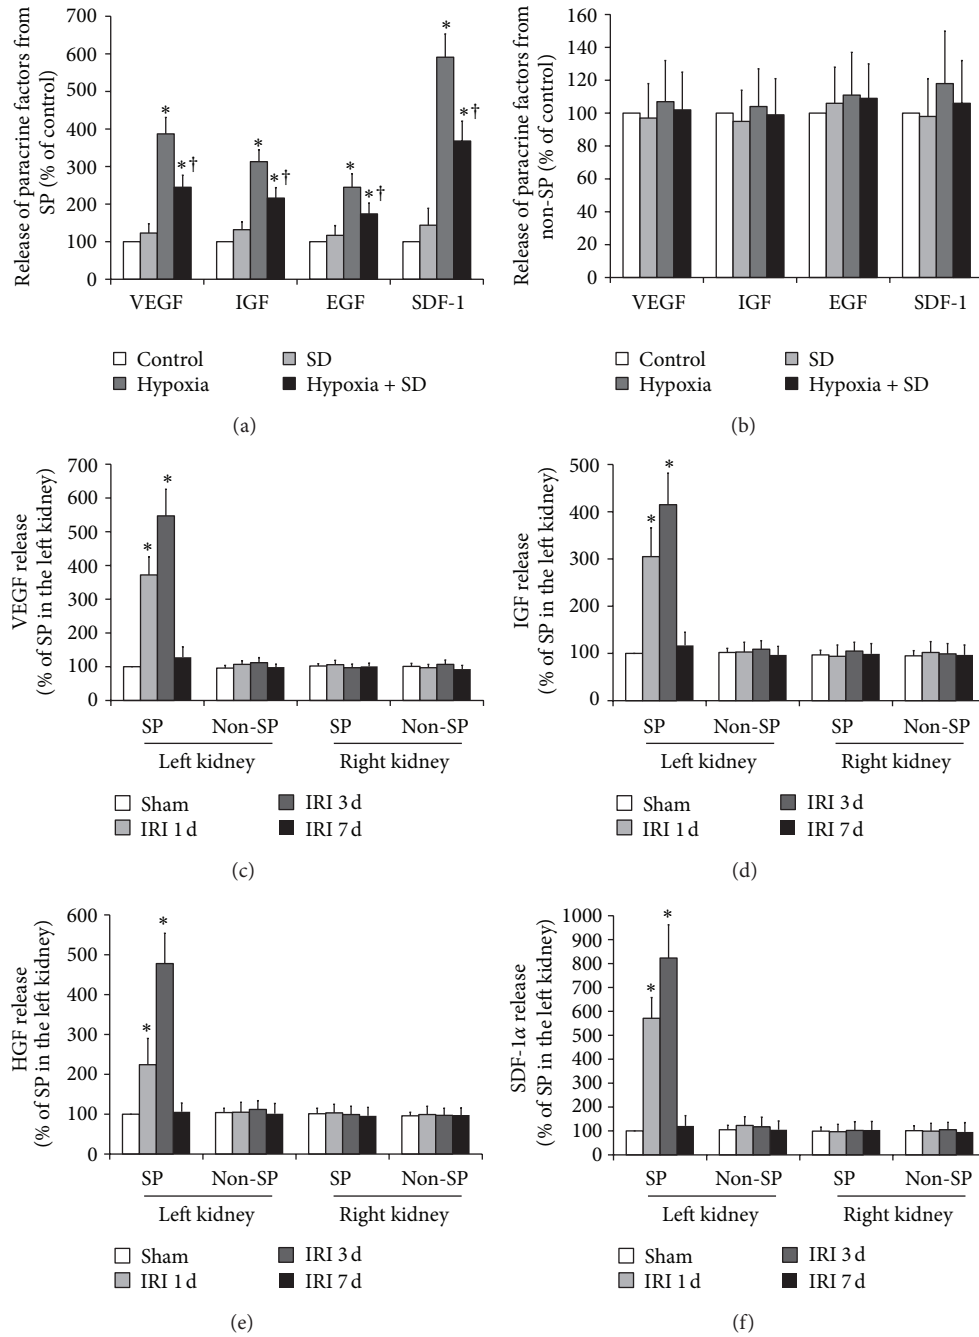 Release of paracrine factors from
SP (% of control)
700
600
500
400
300
200
100
0
* * † * * † * * † * * †
VEGF IGF EGF SDF-1
Control SD
Hypoxia Hypoxia + SD
(a)
Release of paracrine factors from
non-SP (% of control)
160
140
120
100
80
60
40
20
0
VEGF IGF EGF SDF-1
Control SD
Hypoxia Hypoxia + SD
(b)
VEGF release
(% of SP in the left kidney)
700
600
500
400
300
200
100
0
* *
SP Non-SP SP Non-SP
Left kidney Right kidney
Sham IRI 3 d
IRI 1 d IRI 7 d
(c)
IGF release
(% of SP in the left kidney)
500
400
300
200
100
0
* *
SP Non-SP SP Non-SP
Left kidney Right kidney
Sham IRI 3 d
IRI 1 d IRI 7 d
(d)
HGF release
(% of SP in the left kidney)
600
500
400
300
200
100
0
* *
SP Non-SP SP Non-SP
Left kidney Right kidney
Sham IRI 3 d
IRI 1 d IRI 7 d
(e)
SDF-1α release
(% of SP in the left kidney)
1000
900
800
700
600
500
400
300
200
100
0
* *
SP Non-SP SP Non-SP
Left kidney Right kidney
Sham IRI 3 d
IRI 1 d IRI 7 d
(f)